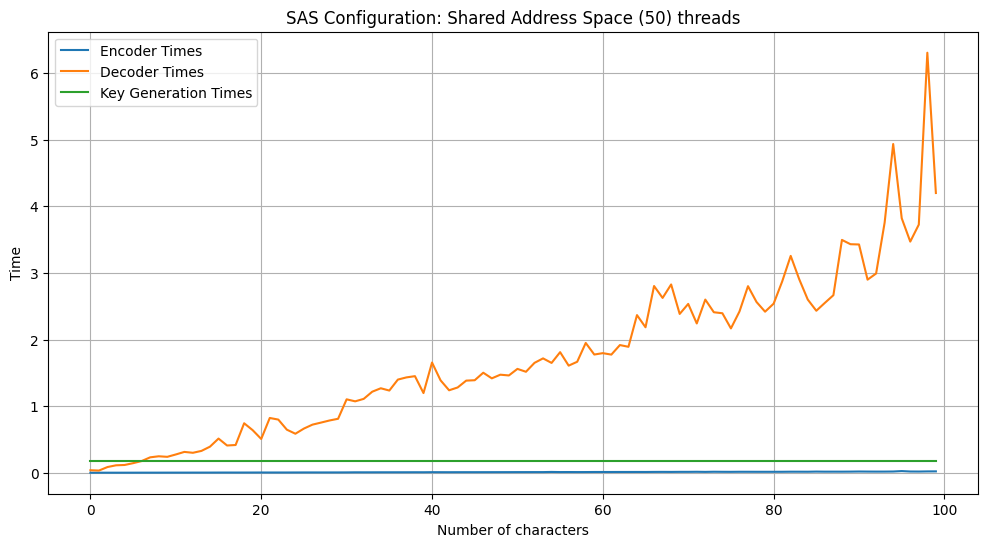 SAS Configuration: Shared Address Space (50) threads
Encoder Times
Decoder Times
Key Generation Times
Time
6
5
4
3
2
1
0
0 20 40 60 80 100
Number of characters